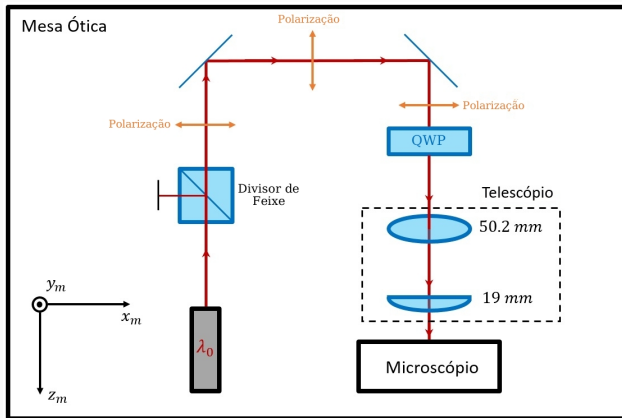 Mesa Ótica
Polarização
Polarização
Polarização
QWP
Divisor de
Feixe
Telescópio
50.2 mm
19 mm
y_m
x_m
z_m
λ_0
Microscópio